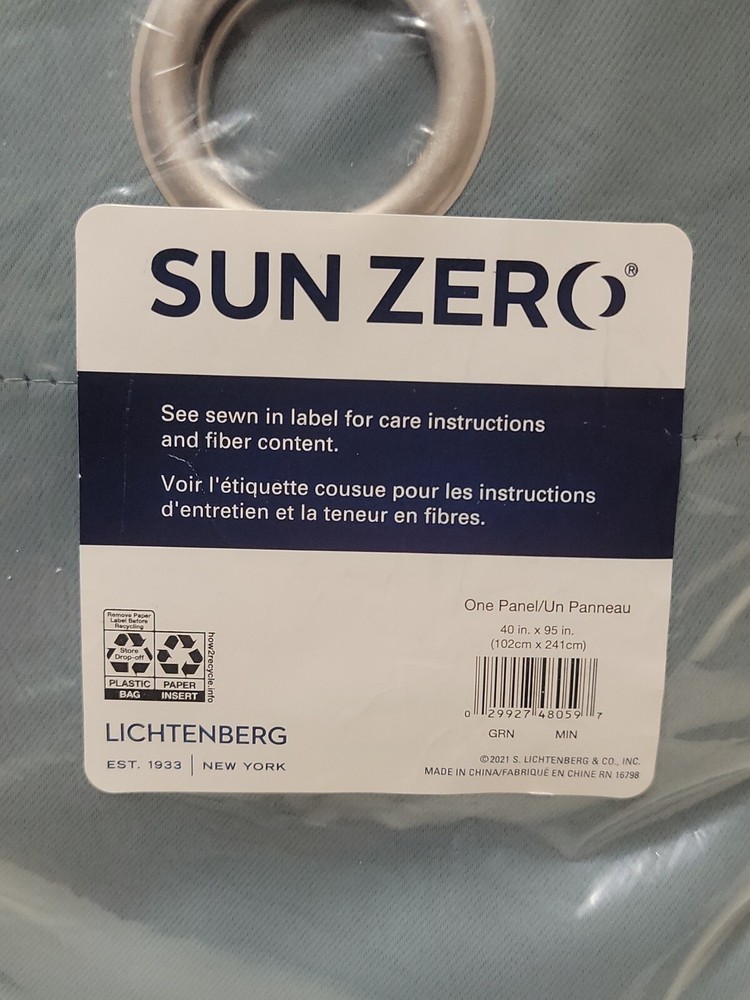 SUN ZERO®
See sewn in label for care instructions
and fiber content.
Voir l'étiquette cousue pour les instructions
d'entretien et la teneur en fibres.
One Panel/Un Panneau
40 in. x 95 in.
(102cm x 241cm)
0 29927 48059 7
GRN MIN
Remove Paper
Label Before
Recycling
Store
Drop-off
PLASTIC
BAG
PAPER
INSERT
how2recycle.info
LICHTENBERG
EST. 1933 | NEW YORK
©2021 S. LICHTENBERG & CO., INC.
MADE IN CHINA/FABRIQUÉ EN CHINE RN 16798